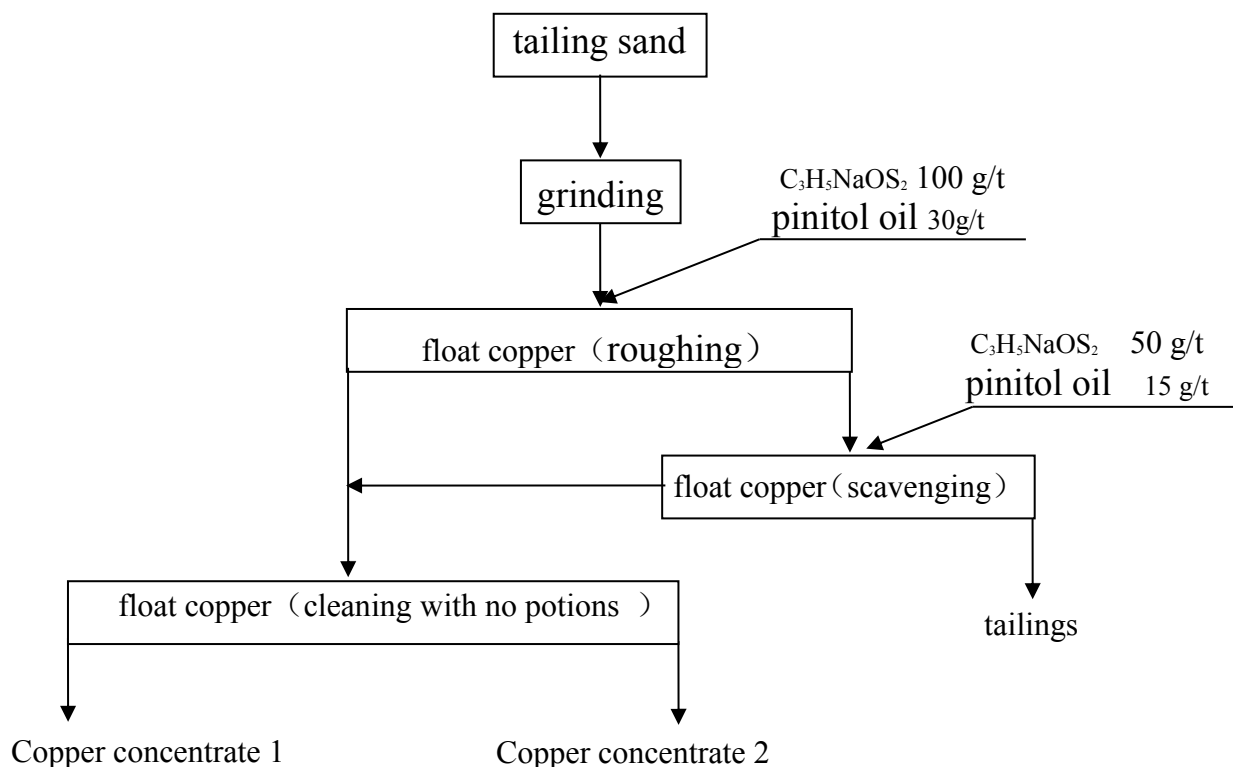 tailing sand
grinding
C₃H₅NaOS₂ 100 g/t
pinitol oil 30g/t
float copper（roughing）
C₃H₅NaOS₂ 50 g/t
pinitol oil 15 g/t
float copper（scavenging）
float copper（cleaning with no potions ）
tailings
Copper concentrate 1
Copper concentrate 2